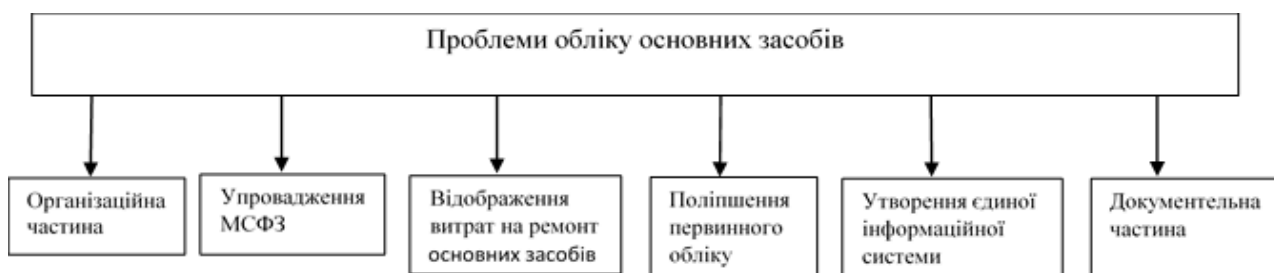 Проблеми обліку основних засобів
Організаційна
частина
Упровадження
МСФЗ
Відображення
витрат на ремонт
основних засобів
Поліпшення
первинного
обліку
Утворення єдиної
інформаційної
системи
Документельна
частина